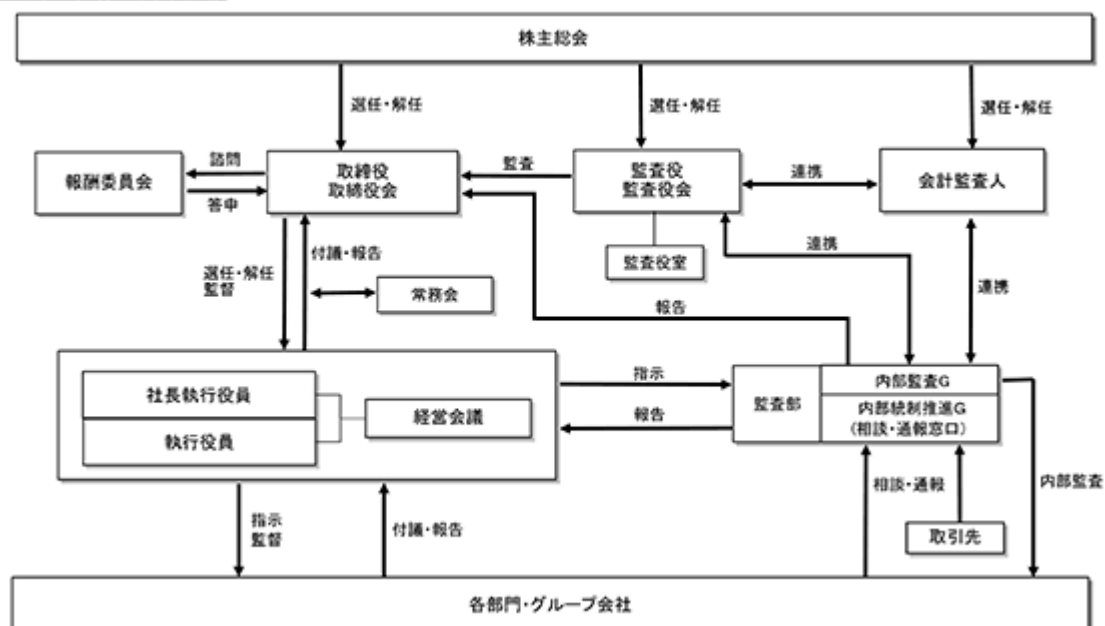 株主総会
選任・解任
選任・解任
選任・解任
報酬委員会
諮問
答申
取締役
取締役会
監査
監査役
監査役会
連携
会計監査人
監査役室
選任・解任
監督
付議・報告
常務会
連携
連携
報告
社長執行役員
執行役員
経営会議
指示
報告
監査部
内部監査G
内部統制推進G
(相談・通報窓口)
指示
監督
付議・報告
相談・通報
取引先
内部監査
各部門・グループ会社